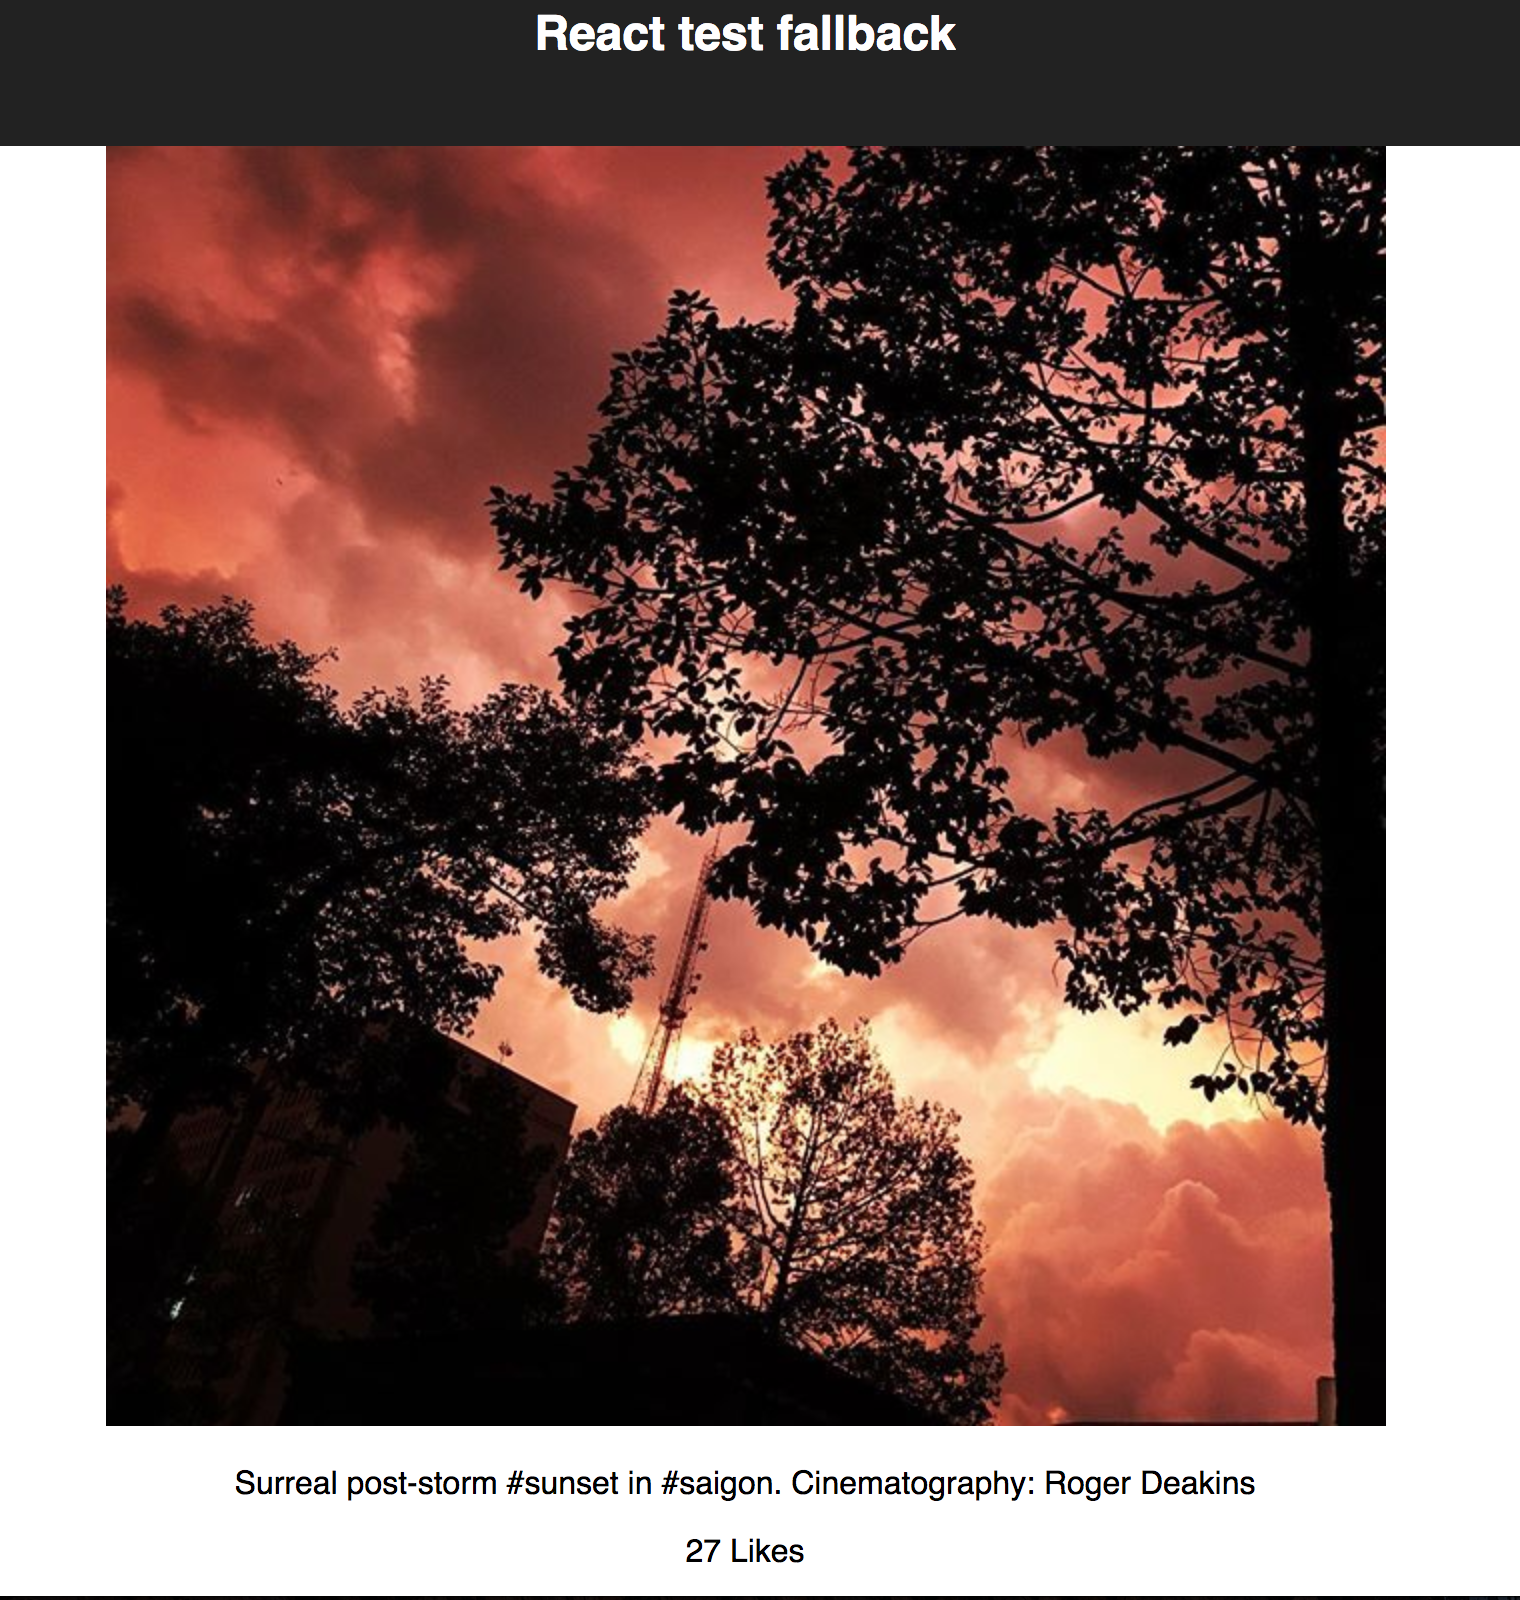 React test fallback
Surreal post-storm #sunset in #saigon. Cinematography: Roger Deakins
27 Likes